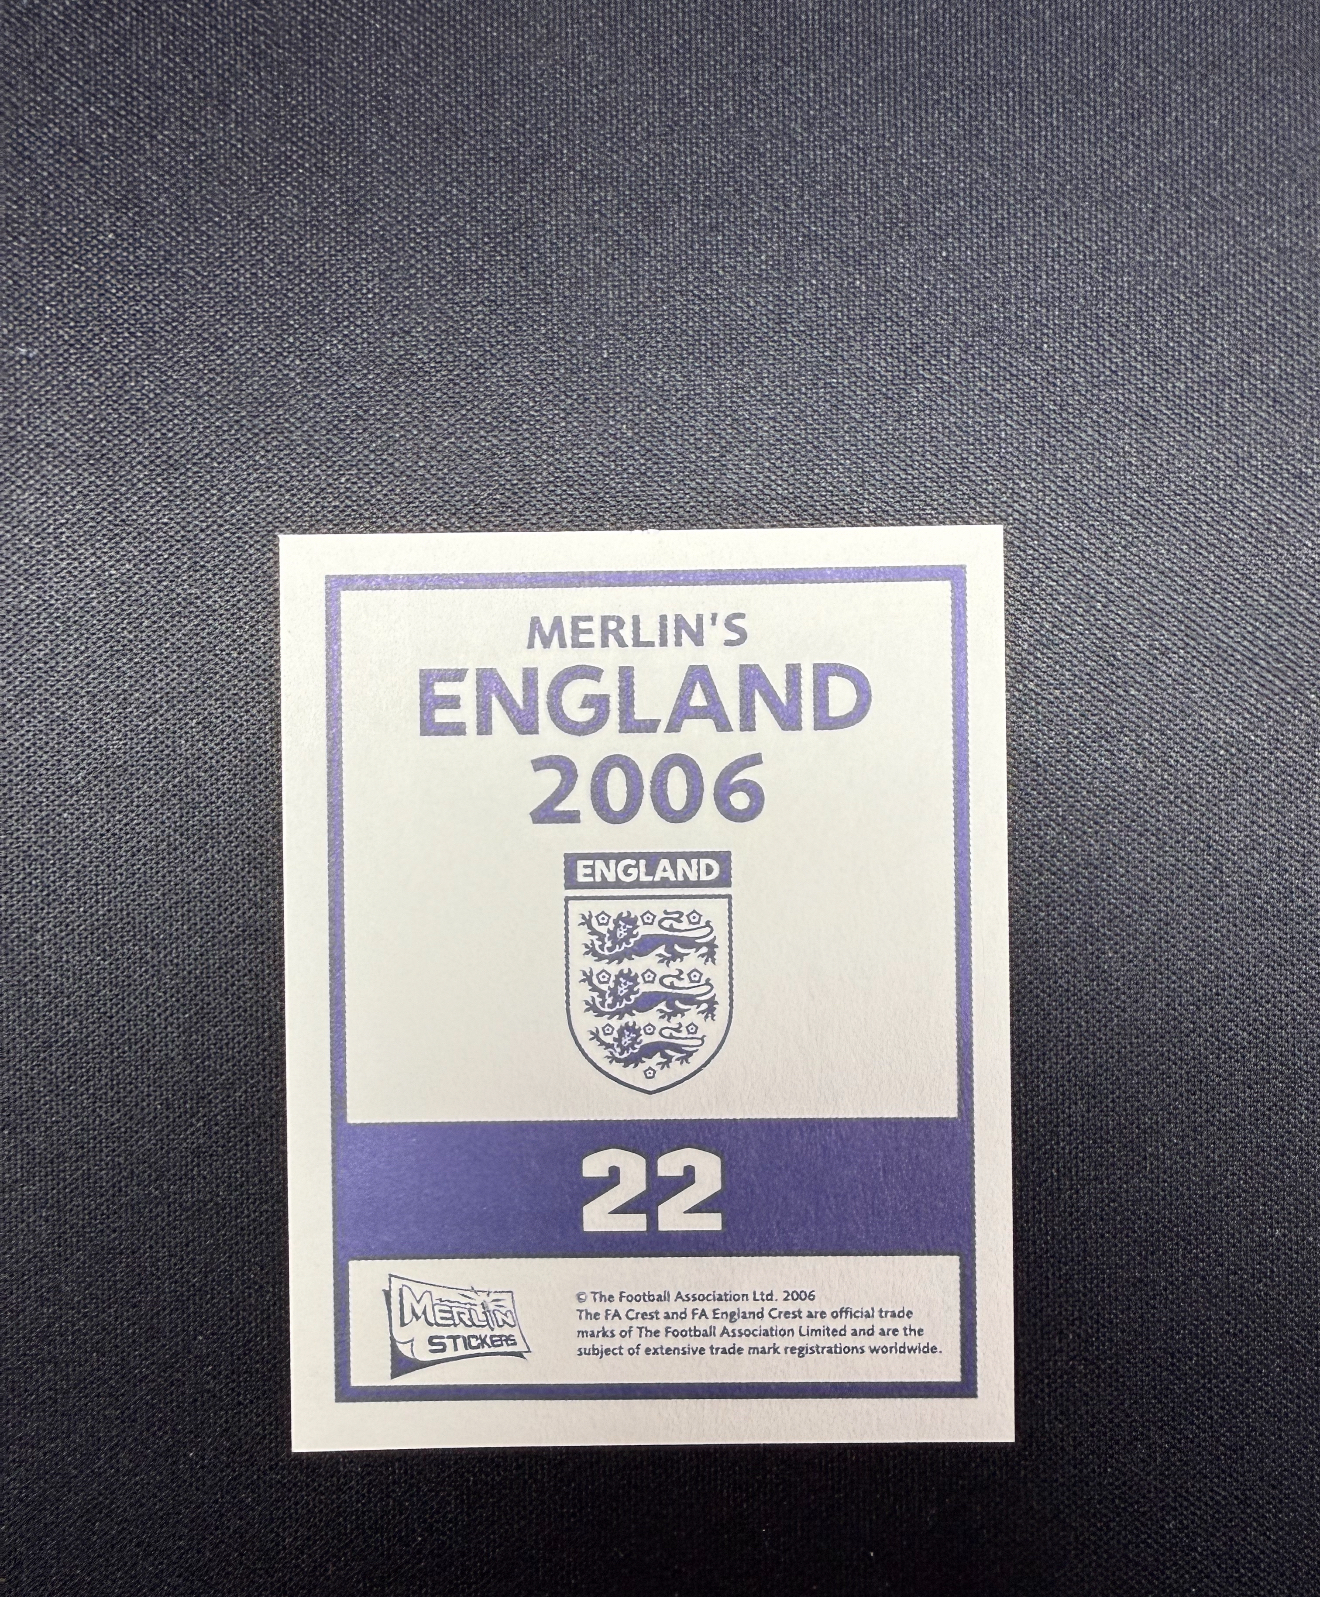 MERLIN'S
ENGLAND
2006
ENGLAND
22
MERLIN
STICKERS
© The Football Association Ltd. 2006
The FA Crest and FA England Crest are official trade
marks of The Football Association Limited and are the
subject of extensive trade mark registrations worldwide.